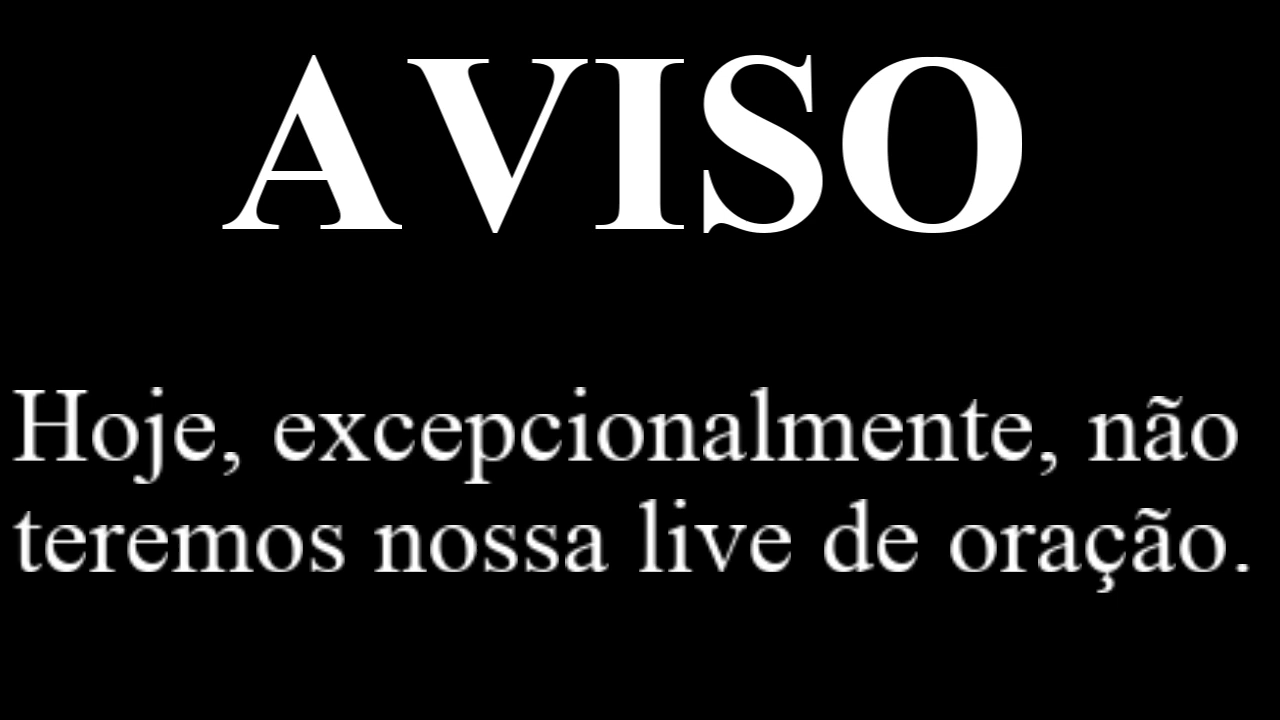 AVISO
Hoje, excepcionalmente, não
teremos nossa live de oração.